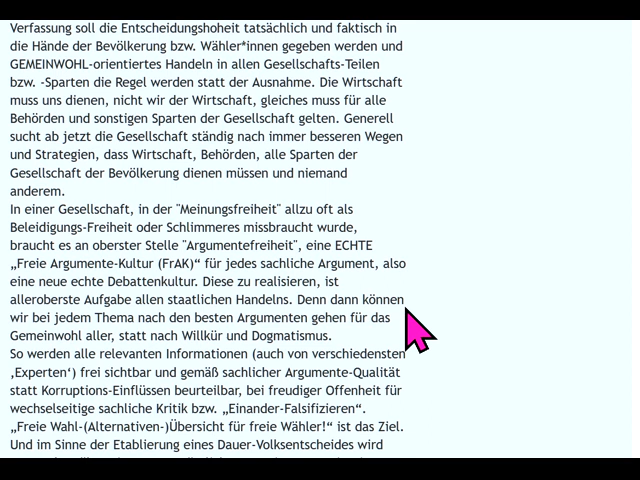 Verfassung soll die Entscheidungshoheit tatsächlich und faktisch in
die Hände der Bevölkerung bzw. Wähler*innen gegeben werden und
GEMEINWOHL-orientiertes Handeln in allen Gesellschafts-Teilen
bzw. -Sparten die Regel werden statt der Ausnahme. Die Wirtschaft
muss uns dienen, nicht wir der Wirtschaft, gleiches muss für alle
Behörden und sonstigen Sparten der Gesellschaft gelten. Generell
sucht ab jetzt die Gesellschaft ständig nach immer besseren Wegen
und Strategien, dass Wirtschaft, Behörden, alle Sparten der
Gesellschaft der Bevölkerung dienen müssen und niemand
anderem.
In einer Gesellschaft, in der "Meinungsfreiheit" allzu oft als
Beleidigungs-Freiheit oder Schlimmeres missbraucht wurde,
braucht es an oberster Stelle "Argumentefreiheit", eine ECHTE
„Freie Argumente-Kultur (FrAK)“ für jedes sachliche Argument, also
eine neue echte Debattenkultur. Diese zu realisieren, ist
alleroberste Aufgabe allen staatlichen Handelns. Denn dann können
wir bei jedem Thema nach den besten Argumenten gehen für das
Gemeinwohl aller, statt nach Willkür und Dogmatismus.
So werden alle relevanten Informationen (auch von verschiedensten
‚Experten‘) frei sichtbar und gemäß sachlicher Argumente-Qualität
statt Korruptions-Einflüssen beurteilbar, bei freudiger Offenheit für
wechselseitige sachliche Kritik bzw. „Einander-Falsifizieren“.
„Freie Wahl-(Alternativen-)Übersicht für freie Wähler!“ ist das Ziel.
Und im Sinne der Etablierung eines Dauer-Volksentscheides wird